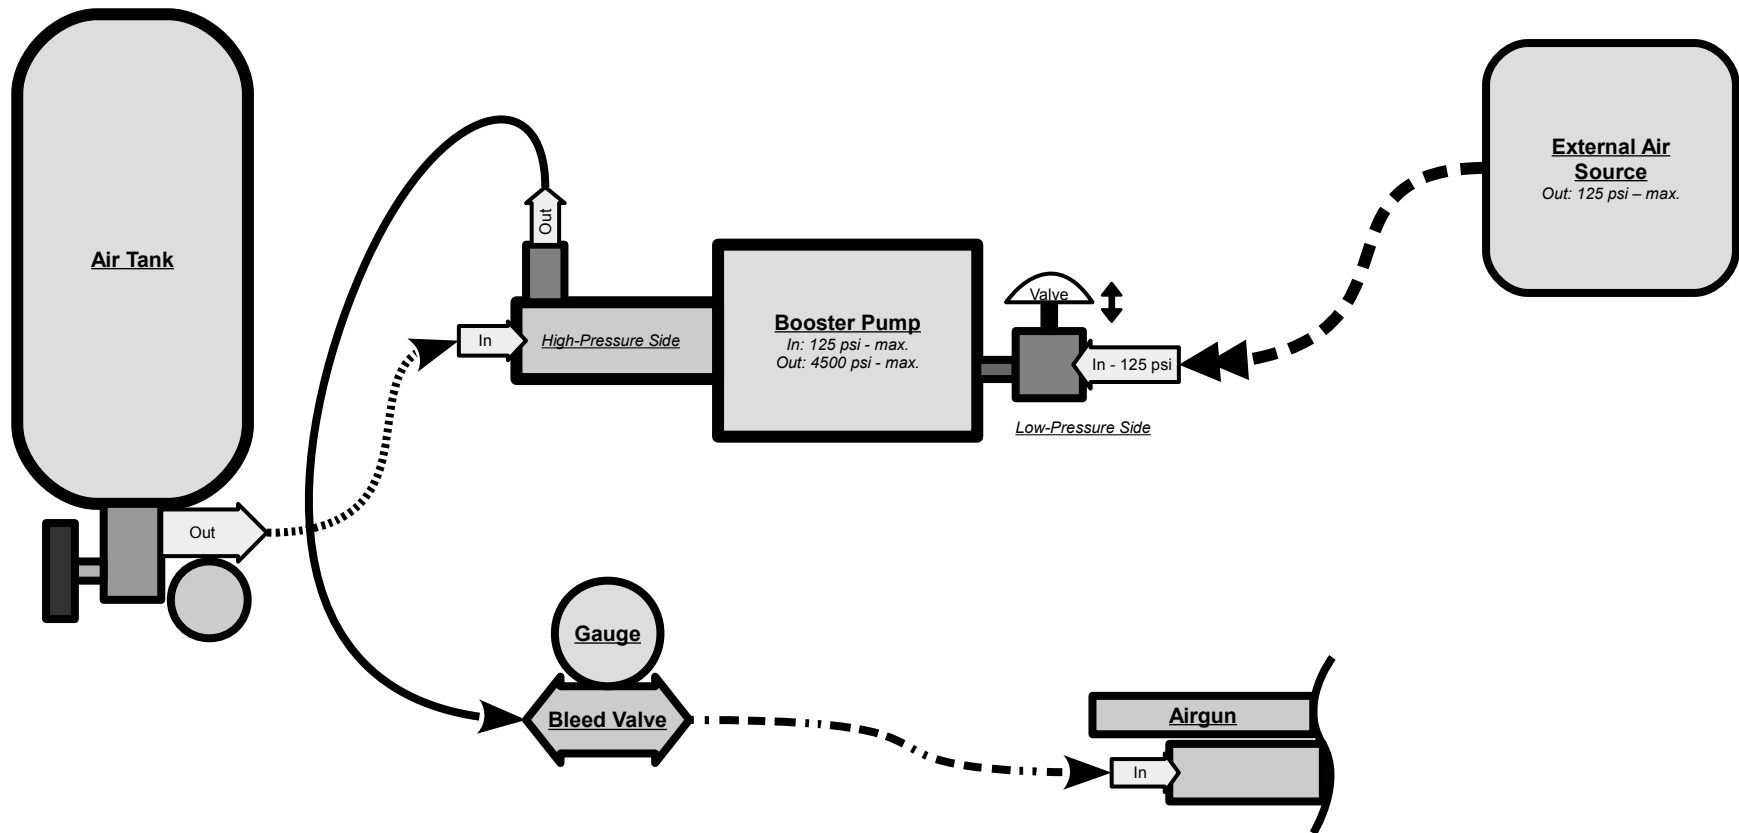 External Air
Source
Out: 125 psi – max.
Out
Air Tank
Valve
Booster Pump
In: 125 psi - max.
Out: 4500 psi - max.
In
High-Pressure Side
In - 125 psi
Low-Pressure Side
Out
Gauge
Bleed Valve
Airgun
In